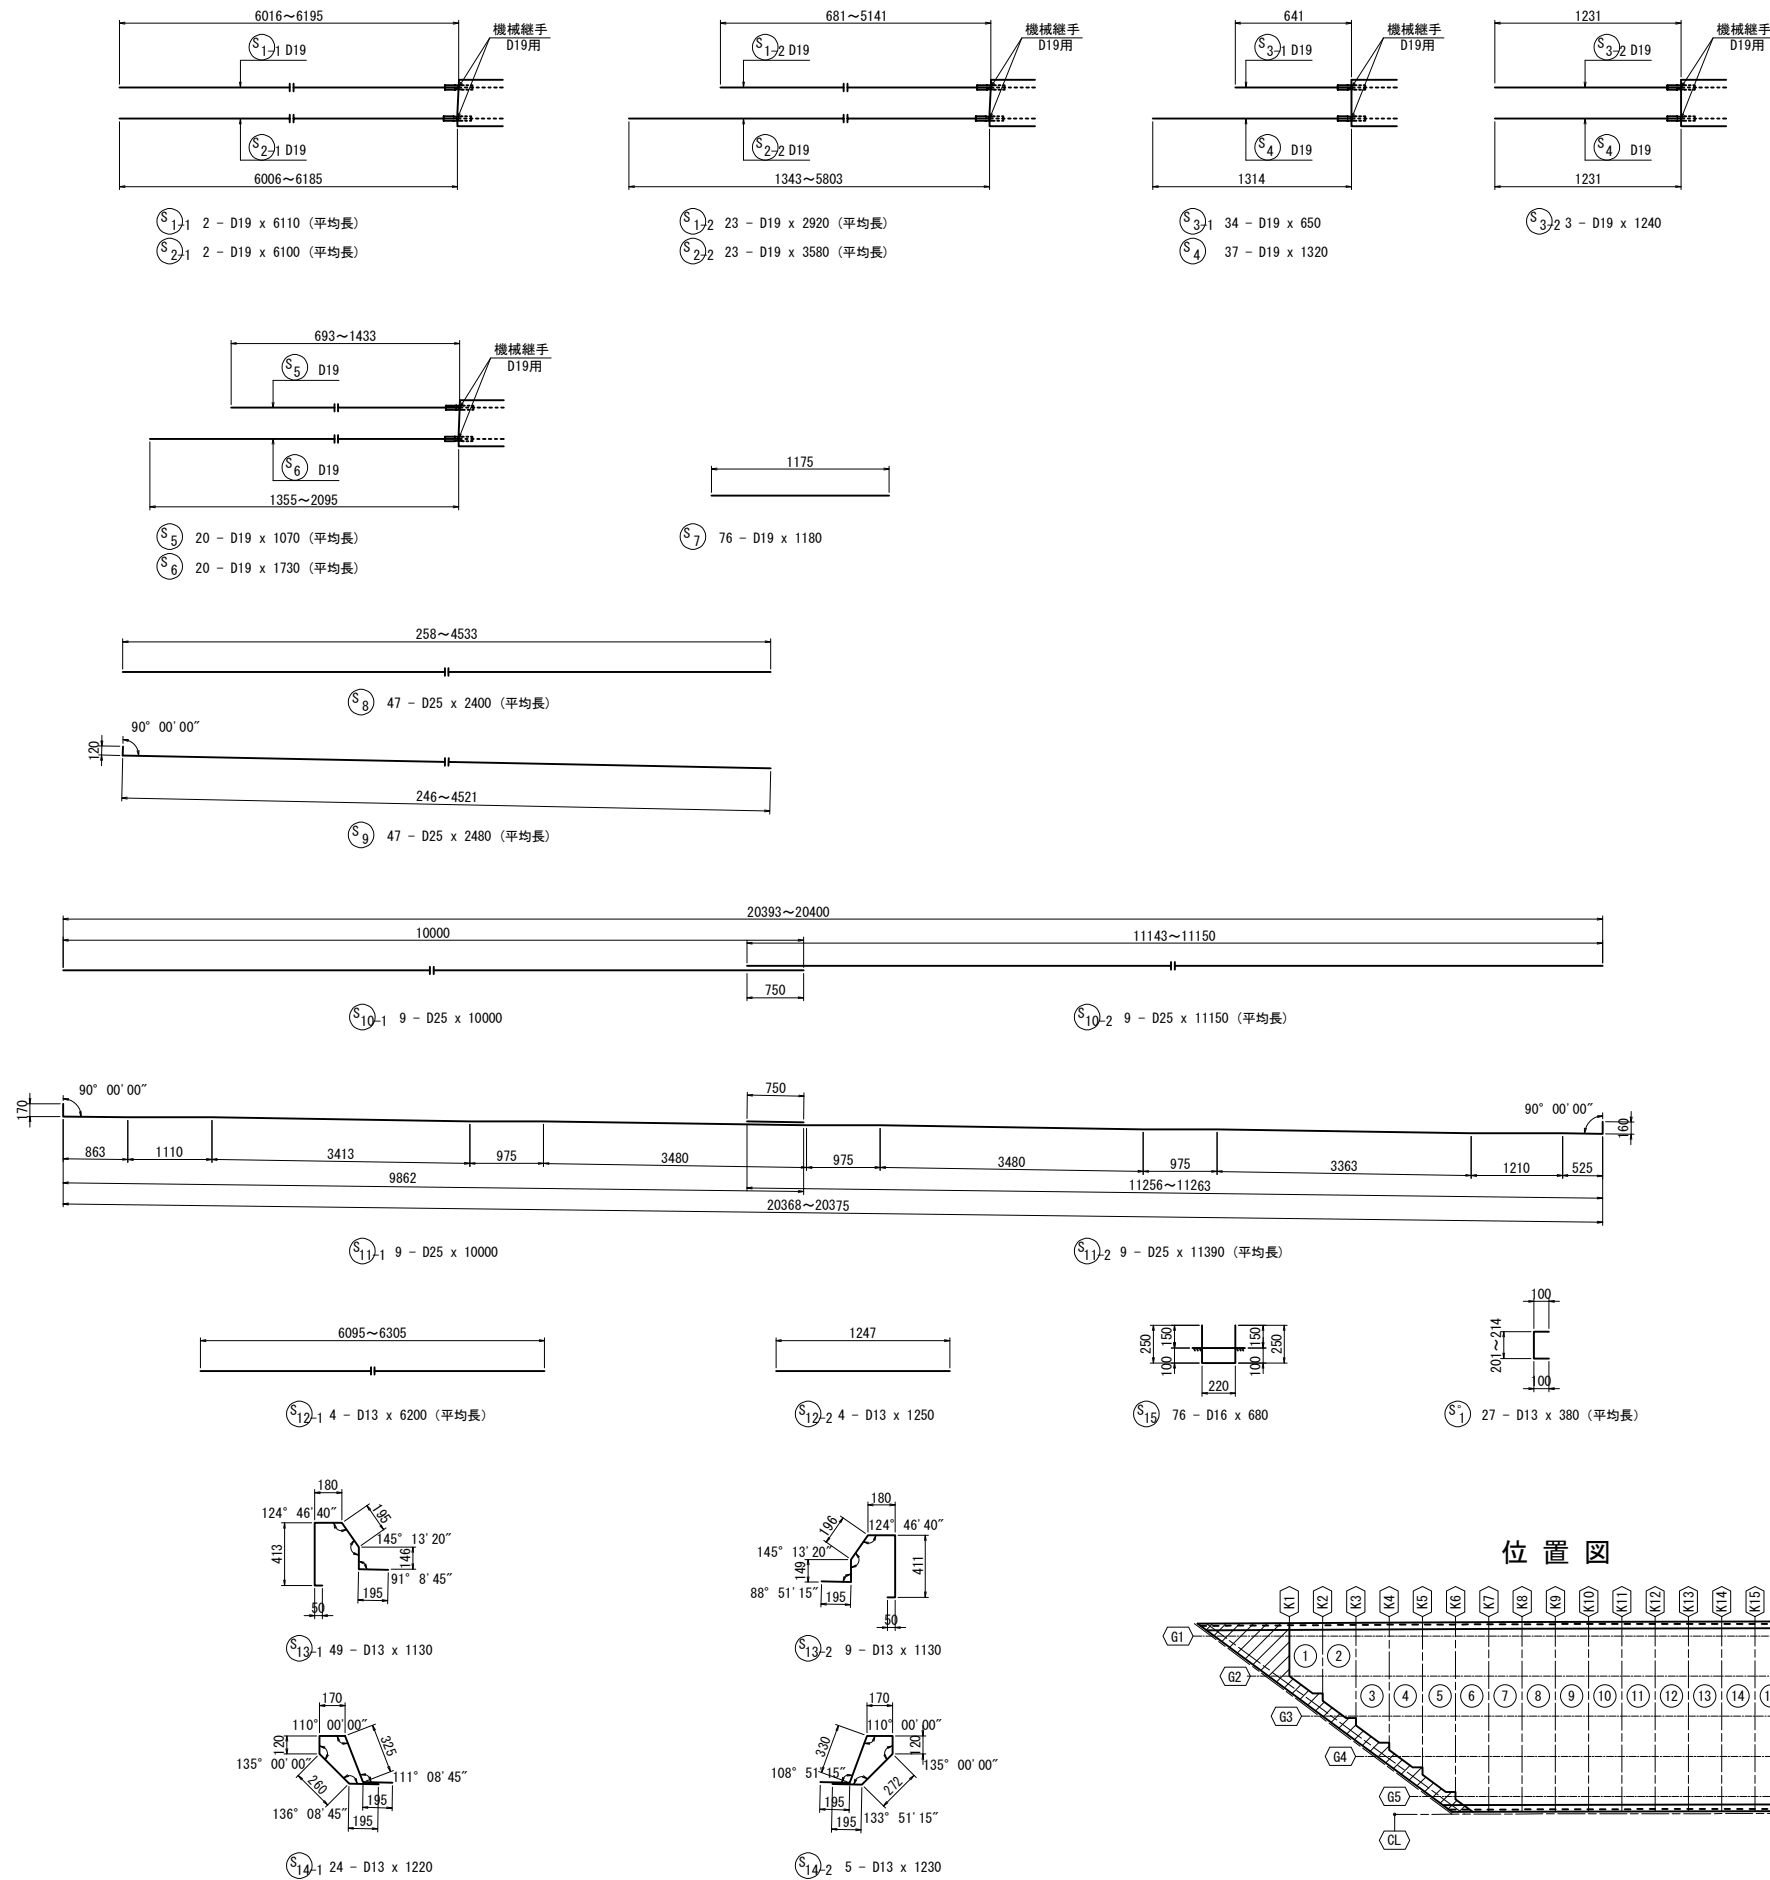 6016～6195
S1-1 D19
機械継手
D19用
S2-1 D19
6006～6185
S1-1 2 - D19 x 6110 (平均長)
S2-1 2 - D19 x 6100 (平均長)
681～5141
S1-2 D19
機械継手
D19用
S2-2 D19
1343～5803
S1-2 23 - D19 x 2920 (平均長)
S2-2 23 - D19 x 3580 (平均長)
641
S3-1 D19
機械継手
D19用
S4 D19
1314
S3-1 34 - D19 x 650
S4 37 - D19 x 1320
1231
S3-2 D19
機械継手
D19用
S4 D19
1231
S3-2 3 - D19 x 1240
693～1433
S5 D19
機械継手
D19用
S6 D19
1355～2095
S5 20 - D19 x 1070 (平均長)
S6 20 - D19 x 1730 (平均長)
1175
S7 76 - D19 x 1180
258～4533
S8 47 - D25 x 2400 (平均長)
90° 00'00"
120
246～4521
S9 47 - D25 x 2480 (平均長)
20393～20400
10000
11143～11150
750
S10-1 9 - D25 x 10000
S10-2 9 - D25 x 11150 (平均長)
90° 00'00"
170
750
90° 00'00"
160
863
1110
3413
975
3480
975
3480
975
3363
1210
525
9862
11256～11263
20368～20375
S11-1 9 - D25 x 10000
S11-2 9 - D25 x 11390 (平均長)
6095～6305
S12-1 4 - D13 x 6200 (平均長)
1247
S12-2 4 - D13 x 1250
250
150
100
150
100
250
220
S15 76 - D16 x 680
100
201～214
100
S°1 27 - D13 x 380 (平均長)
180
124° 46'40"
195
413
145° 13'20"
146
91° 8'45"
195
50
S13-1 49 - D13 x 1130
180
196
124° 46'40"
145° 13'20"
149
411
88° 51'15"
195
50
S13-2 9 - D13 x 1130
170
110° 00'00"
120
325
135° 00'00"
260
111° 08'45"
195
136° 08'45"
195
S14-1 24 - D13 x 1220
170
110° 00'00"
330
120
108° 51'15"
135° 00'00"
272
195
195
133° 51'15"
S14-2 5 - D13 x 1230
位置図
K1 K2 K3 K4 K5 K6 K7 K8 K9 K10 K11 K12 K13 K14 K15
G1
1 2
G2
3 4 5 6 7 8 9 10 11 12 13 14
G3
G4
G5
CL